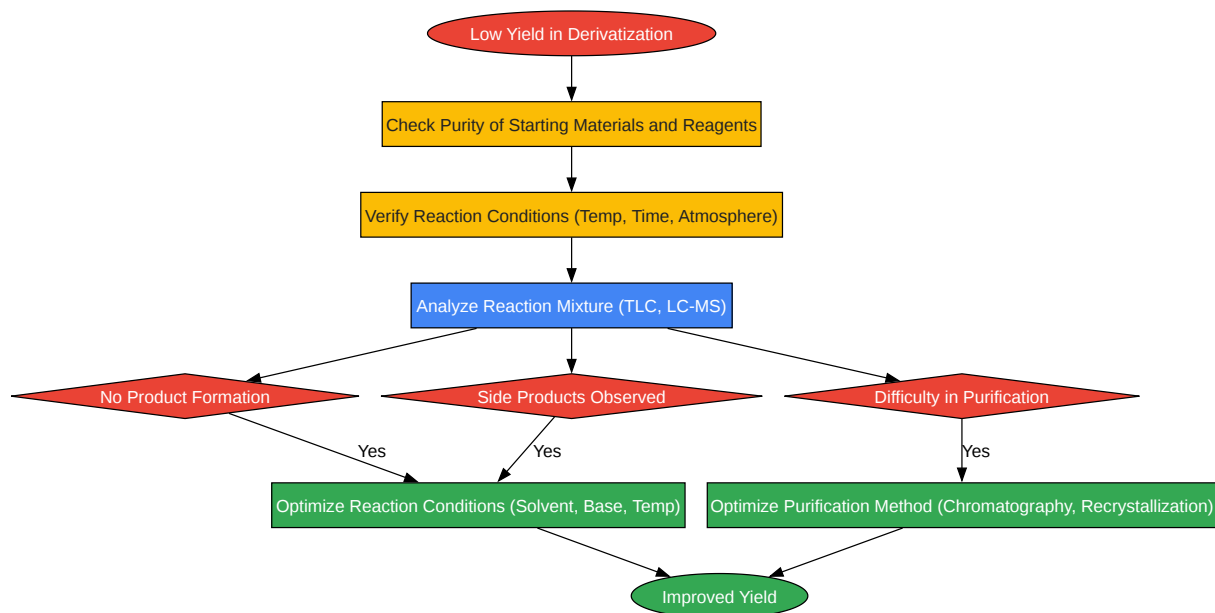 Low Yield in Derivatization
Check Purity of Starting Materials and Reagents
Verify Reaction Conditions (Temp, Time, Atmosphere)
Analyze Reaction Mixture (TLC, LC-MS)
No Product Formation
Side Products Observed
Difficulty in Purification
Yes
Yes
Yes
Optimize Reaction Conditions (Solvent, Base, Temp)
Optimize Purification Method (Chromatography, Recrystallization)
Improved Yield